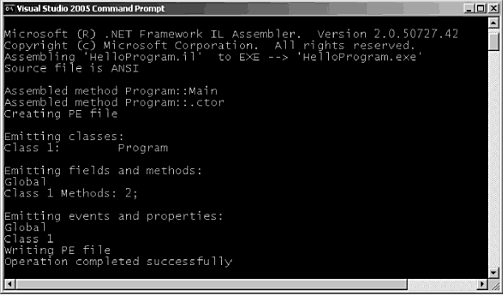 Visual Studio 2005 Command Prompt
Microsoft (R) .NET Framework IL Assembler.  Version 2.0.50727.42
Copyright (c) Microsoft Corporation.  All rights reserved.
Assembling 'HelloProgram.il'  to EXE --> 'HelloProgram.exe'
Source file is ANSI

Assembled method Program::Main
Assembled method Program::.ctor
Creating PE file

Emitting classes:
Class 1:        Program

Emitting fields and methods:
Global
Class 1 Methods: 2;

Emitting events and properties:
Global
Class 1
Writing PE file
Operation completed successfully